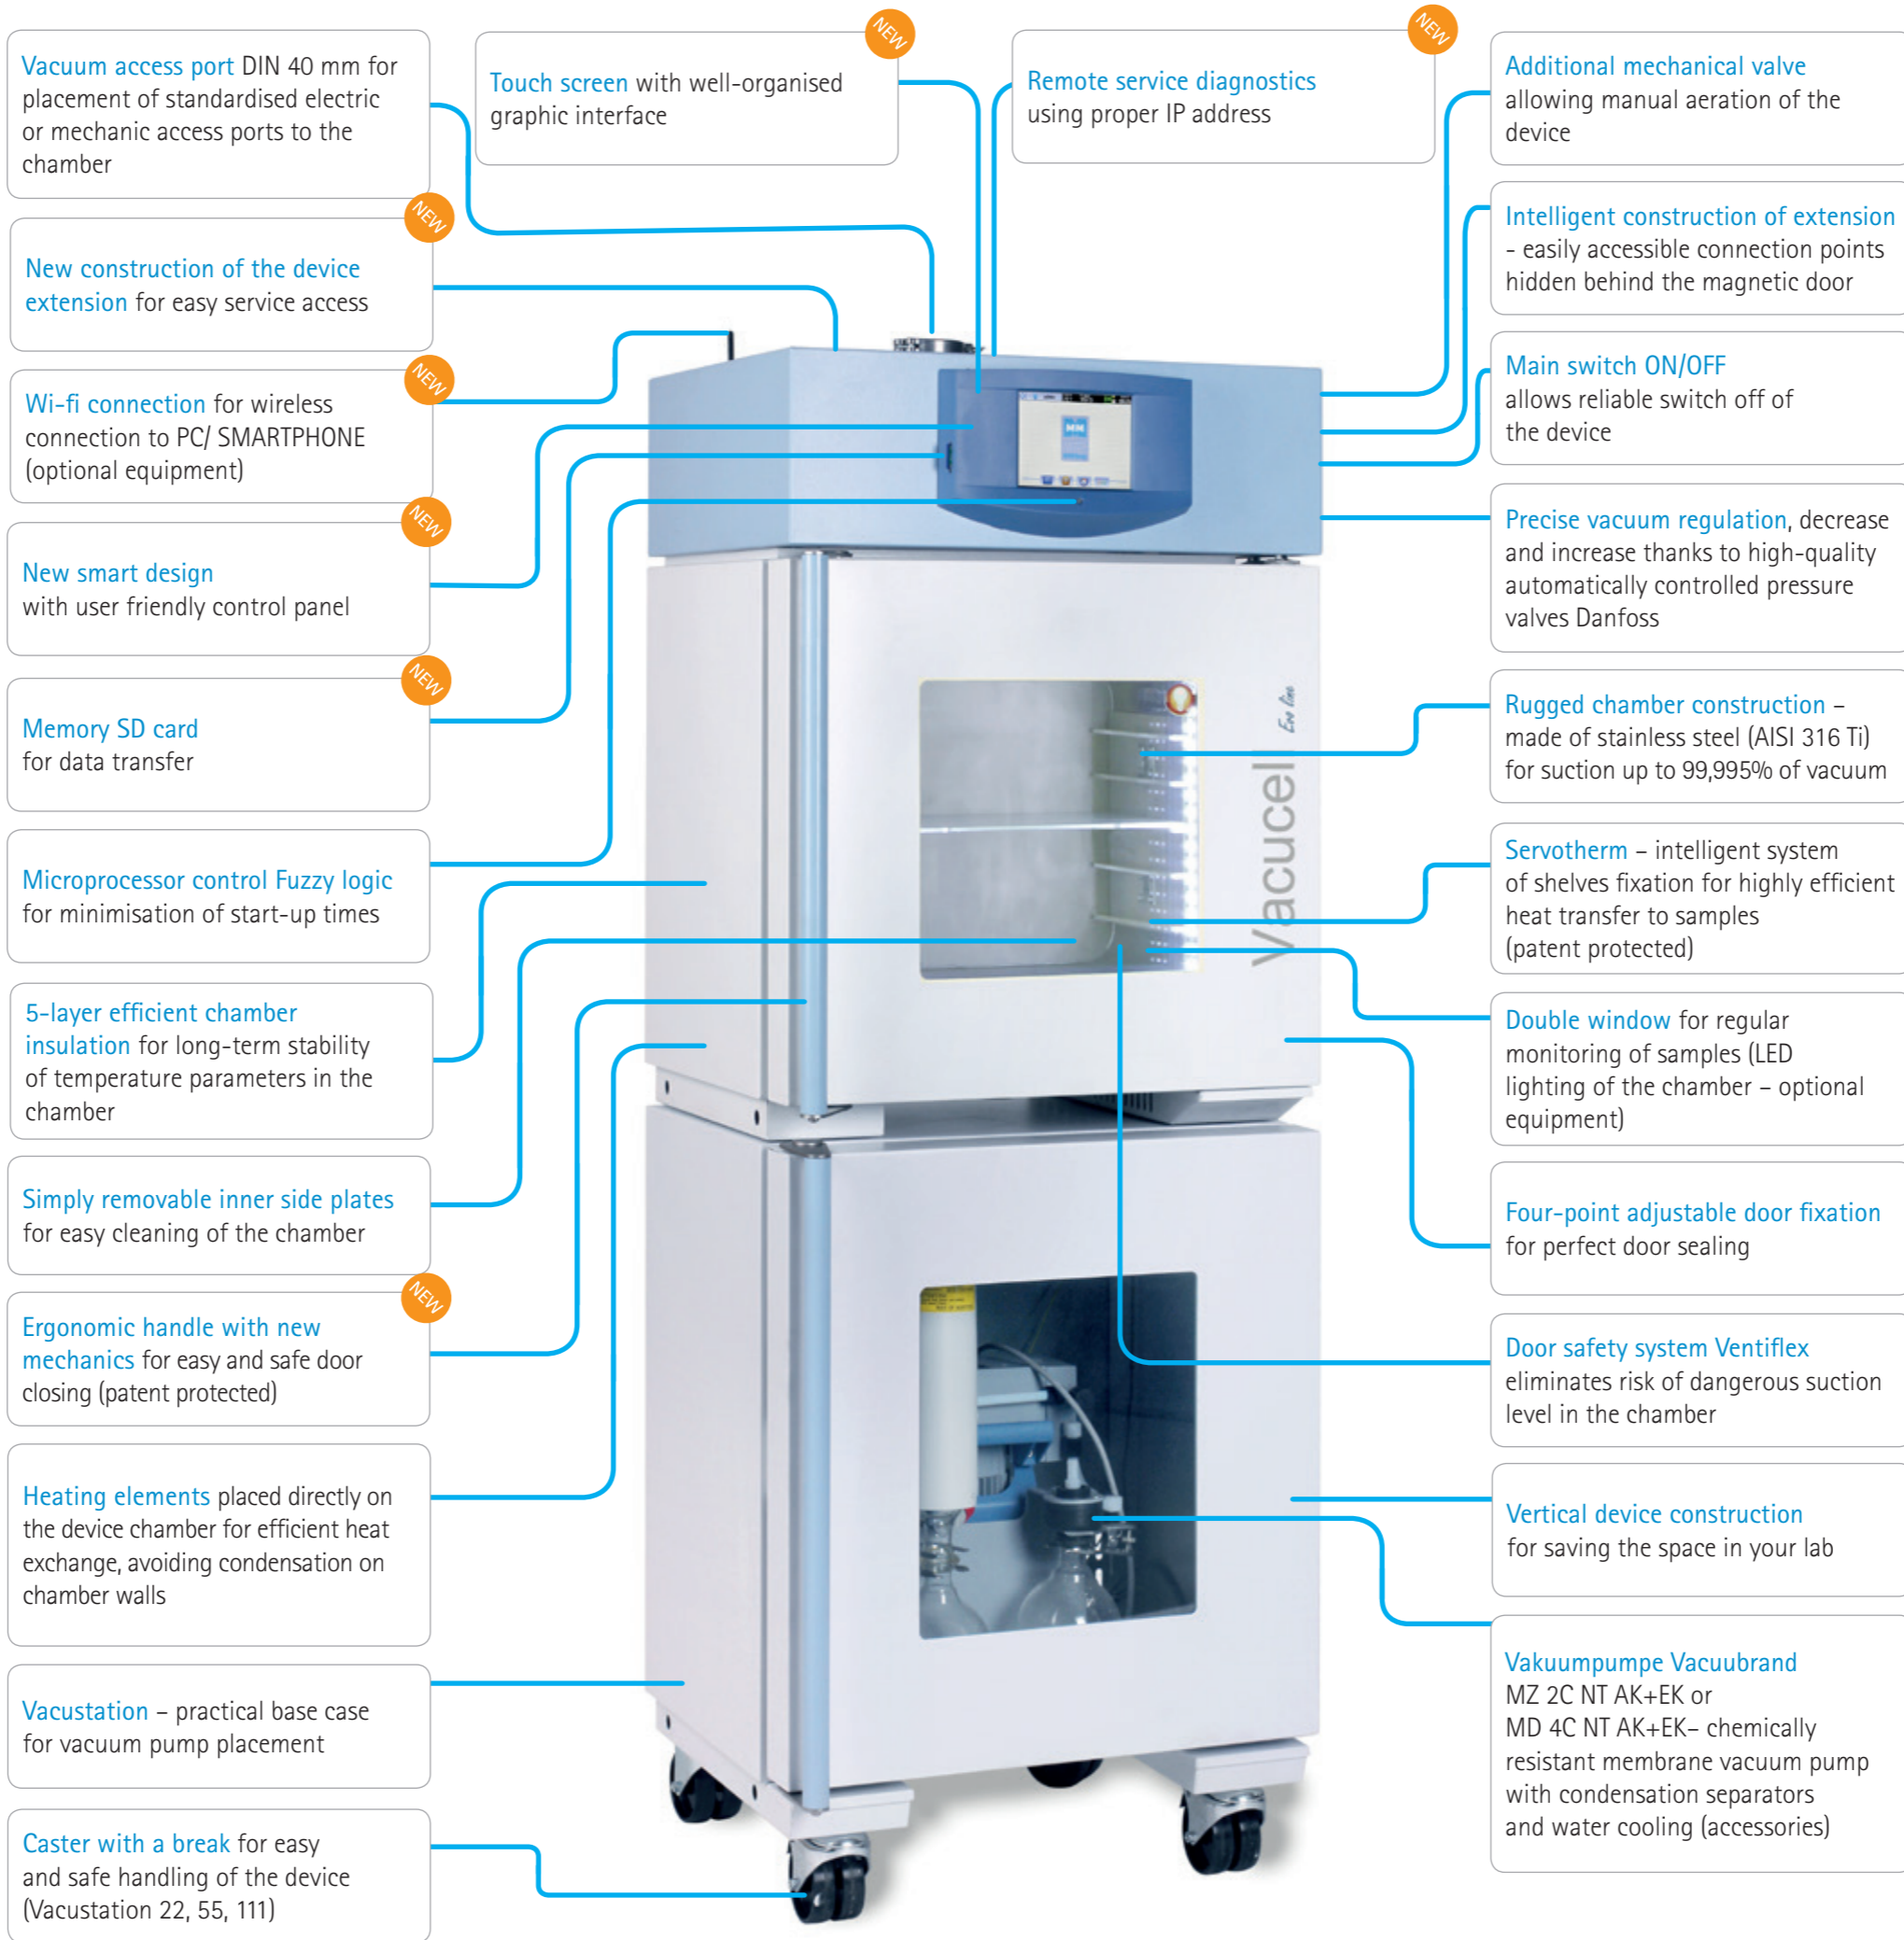 Vacuum access port DIN 40 mm for
placement of standardised electric
or mechanic access ports to the
chamber
NEW
Touch screen with well-organised
graphic interface
NEW
Remote service diagnostics
using proper IP address
Additional mechanical valve
allowing manual aeration of the
device
NEW
New construction of the device
extension for easy service access
NEW
Wi-fi connection for wireless
connection to PC/ SMARTPHONE
(optional equipment)
NEW
New smart design
with user friendly control panel
NEW
Memory SD card
for data transfer
Microprocessor control Fuzzy logic
for minimisation of start-up times
5-layer efficient chamber
insulation for long-term stability
of temperature parameters in the
chamber
Simply removable inner side plates
for easy cleaning of the chamber
NEW
Ergonomic handle with new
mechanics for easy and safe door
closing (patent protected)
Heating elements placed directly on
the device chamber for efficient heat
exchange, avoiding condensation on
chamber walls
Vacustation – practical base case
for vacuum pump placement
Caster with a break for easy
and safe handling of the device
(Vacustation 22, 55, 111)
MMM
Vacucell
Evo line
Intelligent construction of extension
- easily accessible connection points
hidden behind the magnetic door
Main switch ON/OFF
allows reliable switch off of
the device
Precise vacuum regulation, decrease
and increase thanks to high-quality
automatically controlled pressure
valves Danfoss
Rugged chamber construction –
made of stainless steel (AISI 316 Ti)
for suction up to 99,995% of vacuum
Servotherm – intelligent system
of shelves fixation for highly efficient
heat transfer to samples
(patent protected)
Double window for regular
monitoring of samples (LED
lighting of the chamber – optional
equipment)
Four-point adjustable door fixation
for perfect door sealing
Door safety system Ventiflex
eliminates risk of dangerous suction
level in the chamber
Vertical device construction
for saving the space in your lab
Vakuumpumpe Vacuubrand
MZ 2C NT AK+EK or
MD 4C NT AK+EK– chemically
resistant membrane vacuum pump
with condensation separators
and water cooling (accessories)